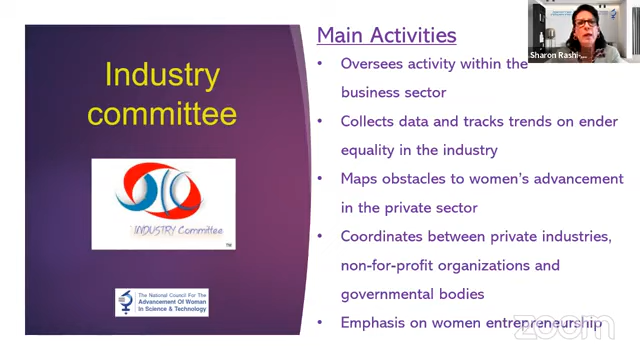 Industry
committee
INDUSTRY Committee
TM
The National Council For The
Advancement Of Woman
In Science & Technology
Main Activities
• Oversees activity within the
business sector
• Collects data and tracks trends on ender
equality in the industry
• Maps obstacles to women's advancement
in the private sector
• Coordinates between private industries,
non-for-profit organizations and
governmental bodies
• Emphasis on women entrepreneurship
Sharon Rashi-...
zoom